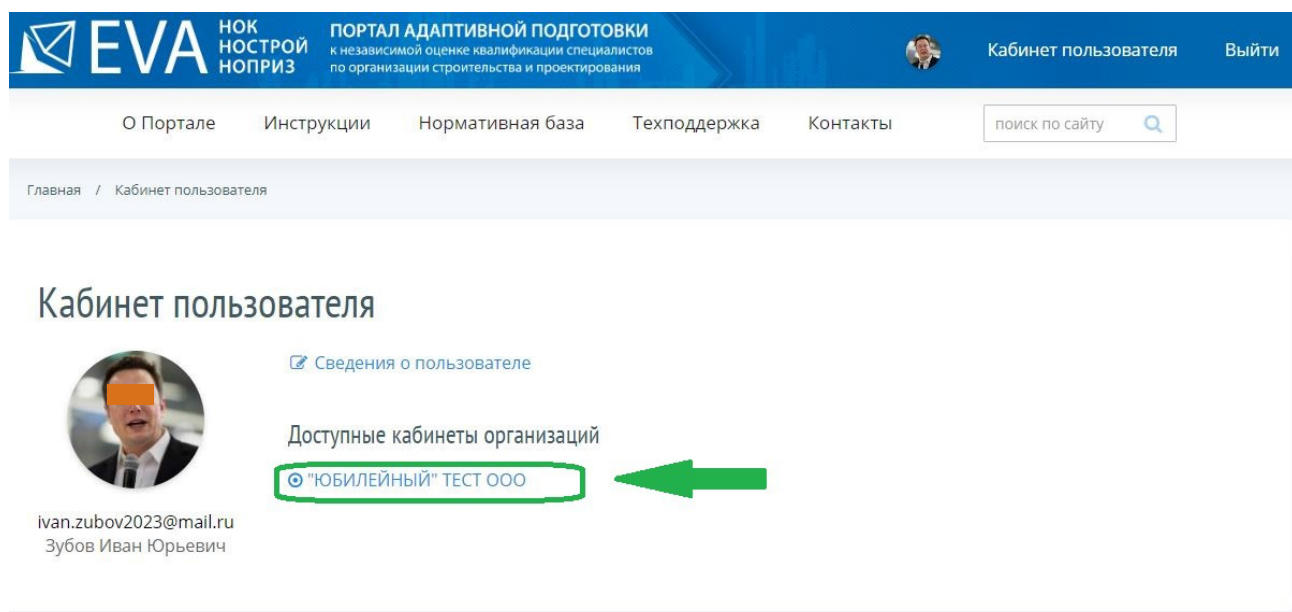 EVA
НОК
НОСТРОЙ
НОПРИЗ
ПОРТАЛ АДАПТИВНОЙ ПОДГОТОВКИ
к независимой оценке квалификации специалистов
по организации строительства и проектирования
Кабинет пользователя
Выйти
О Портале
Инструкции
Нормативная база
Техподдержка
Контакты
поиск по сайту
Главная / Кабинет пользователя
Кабинет пользователя
Сведения о пользователе
Доступные кабинеты организаций
"ЮБИЛЕЙНЫЙ" ТЕСТ ООО
ivan.zubov2023@mail.ru
Зубов Иван Юрьевич